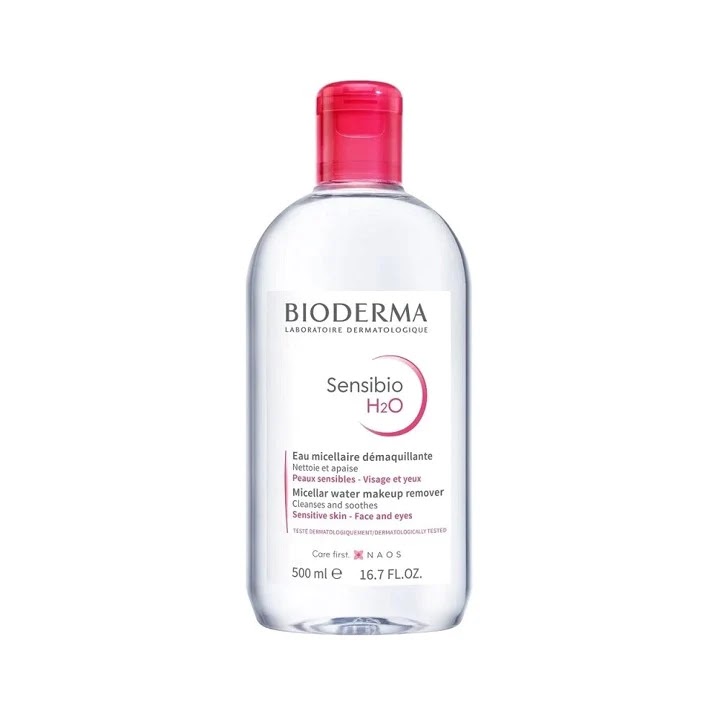 BIODERMA
LABORATOIRE DERMATOLOGIQUE
Sensibio
H2O
Eau micellaire démaquillante
Nettoie et apaise
Peaux sensibles - Visage et yeux
Micellar water makeup remover
Cleanses and soothes
Sensitive skin - Face and eyes
TESTÉ DERMATOLOGIQUEMENT/DERMATOLOGICALLY TESTED
Care first. NAOS
500 ml ℮ 16.7 FL.OZ.